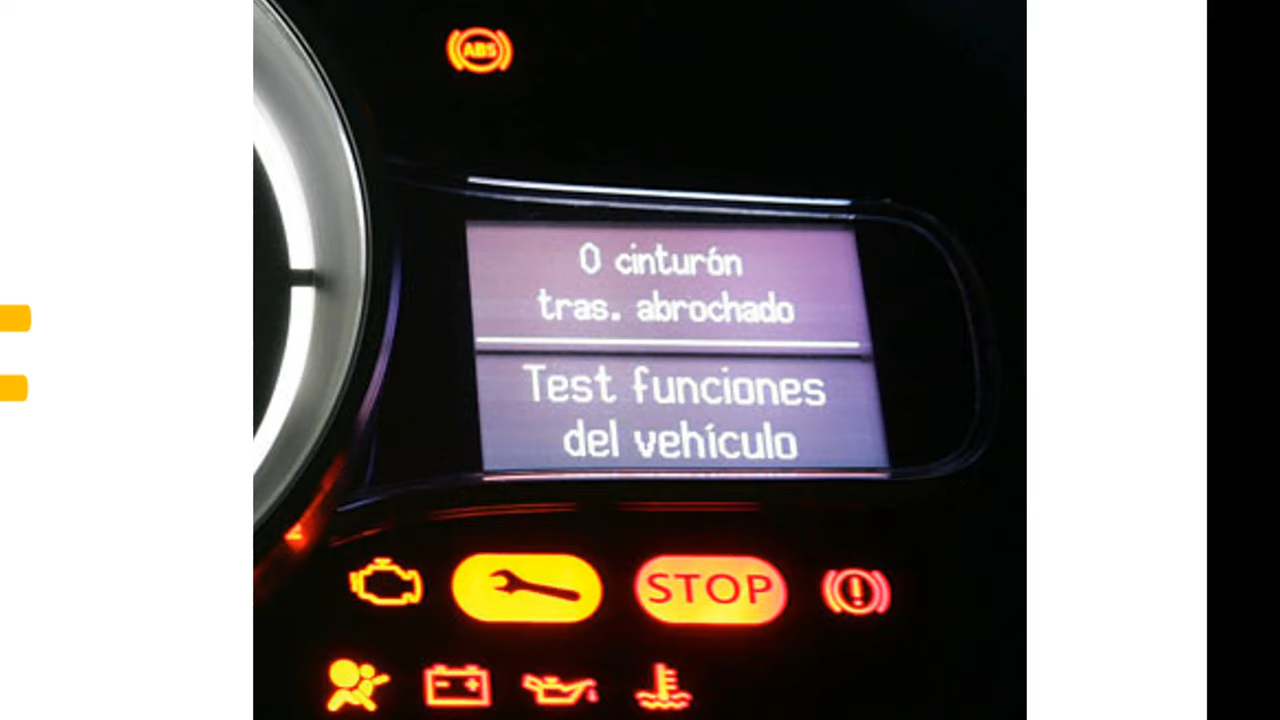 ABS
0 cinturón
tras. abrochado
Test funciones
del vehículo
STOP